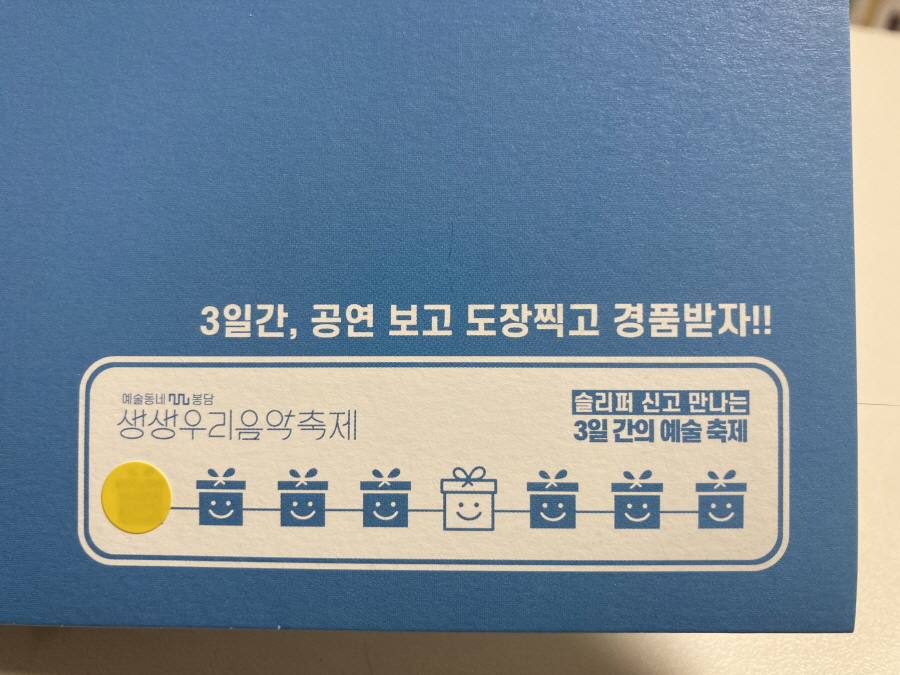 3일간, 공연 보고 도장찍고 경품받자!!
예술동네 봉담
생생우리음악축제
슬리퍼 신고 만나는
3일 간의 예술 축제